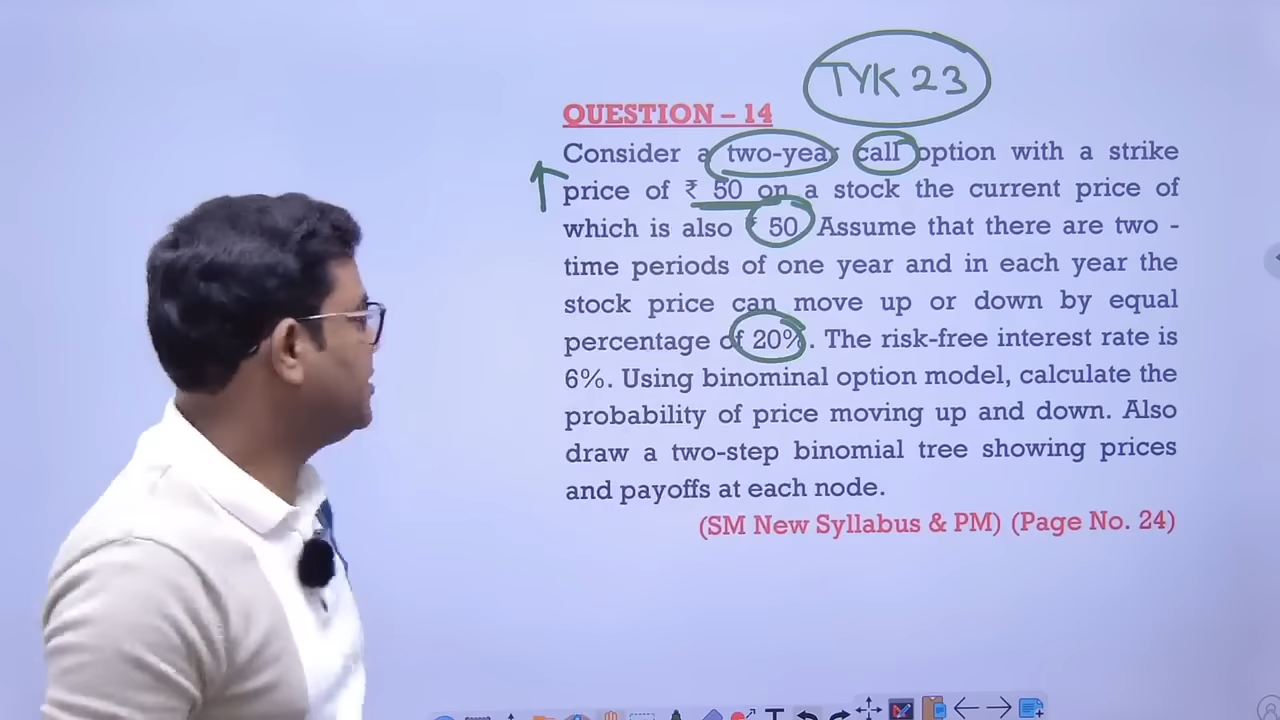 TYK 23
QUESTION – 14
Consider a two-year call option with a strike
price of ₹ 50 on a stock the current price of
which is also ₹ 50 Assume that there are two -
time periods of one year and in each year the
stock price can move up or down by equal
percentage of 20%. The risk-free interest rate is
6%. Using binominal option model, calculate the
probability of price moving up and down. Also
draw a two-step binomial tree showing prices
and payoffs at each node.
(SM New Syllabus & PM) (Page No. 24)